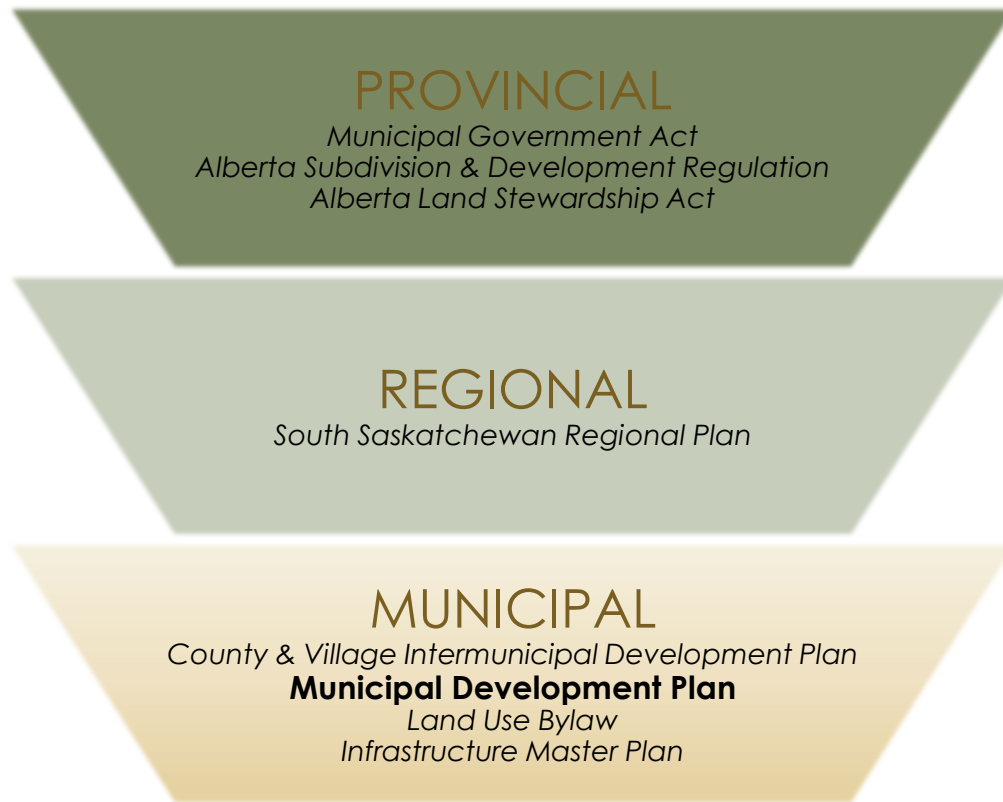 PROVINCIAL
Municipal Government Act
Alberta Subdivision & Development Regulation
Alberta Land Stewardship Act
REGIONAL
South Saskatchewan Regional Plan
MUNICIPAL
County & Village Intermunicipal Development Plan
Municipal Development Plan
Land Use Bylaw
Infrastructure Master Plan